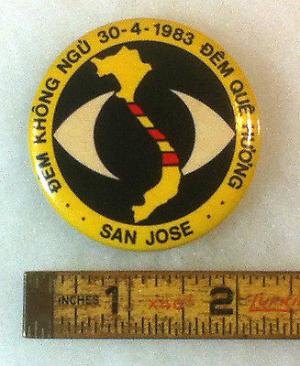 ĐÊM KHÔNG NGỦ 30-4-1983 ĐÊM QUÊ HƯƠNG
SAN JOSE
INCHES 1 2